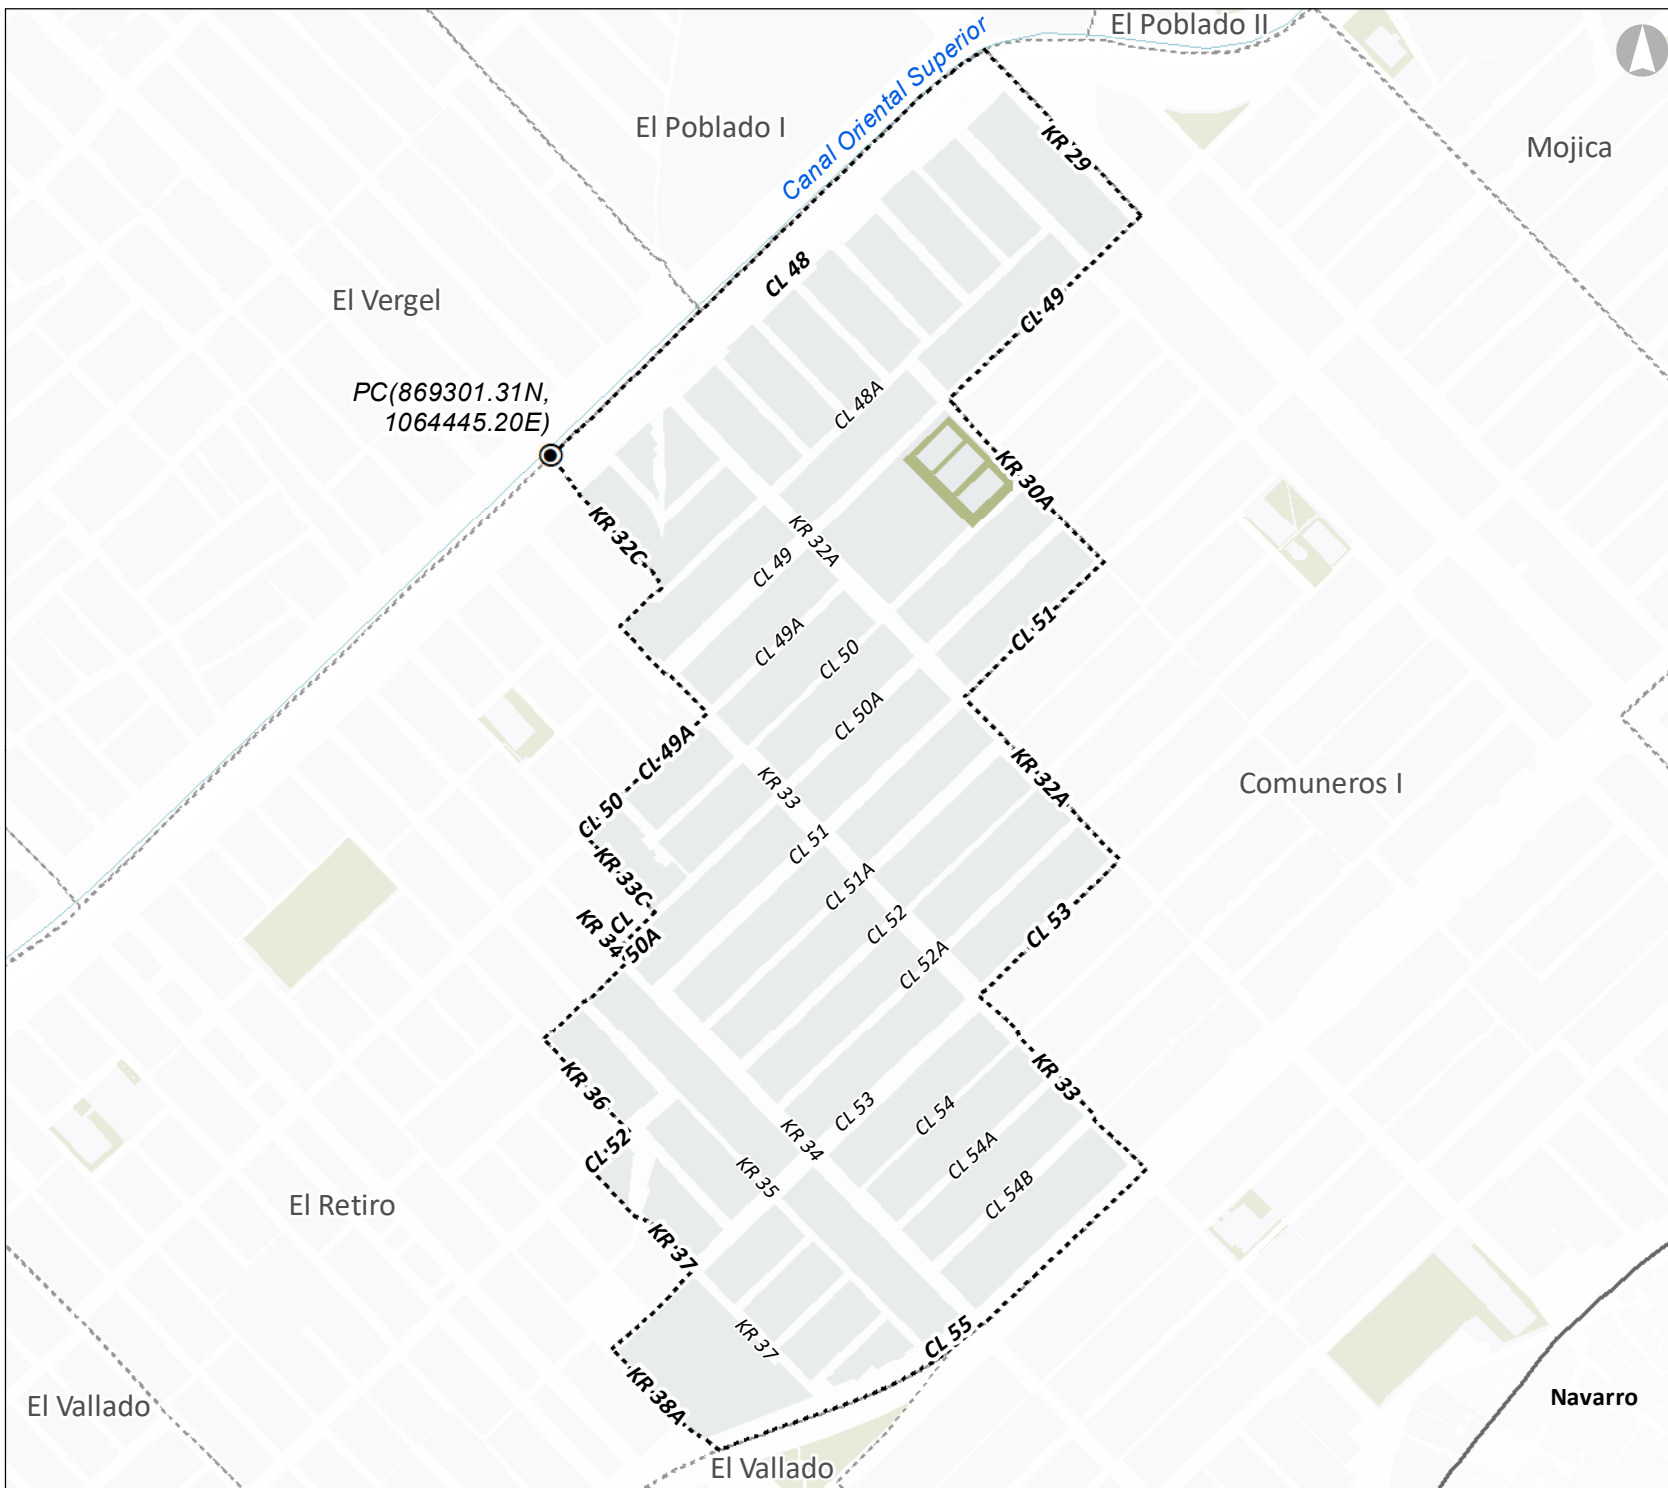 El Poblado II
Canal Oriental Superior
El Poblado I
KR 29
Mojica
CL 48
El Vergel
CL 49
PC(869301.31N,
1064445.20E)
CL 48A
KR 30A
KR 32C
KR 32A
CL 49
CL 49A
CL 50
CL 51
CL 50A
CL 49A
KR 32A
KR 33
Comuneros I
CL 50
CL 51
KR 33C
CL 51A
CL
50A
KR 34
CL 52
CL 53
CL 52A
KR 36
KR 33
CL 53
CL 54
KR 34
CL 52
CL 54A
KR 35
CL 54B
El Retiro
KR 37
KR 37
CL 55
KR 38A
El Vallado
Navarro
El Vallado